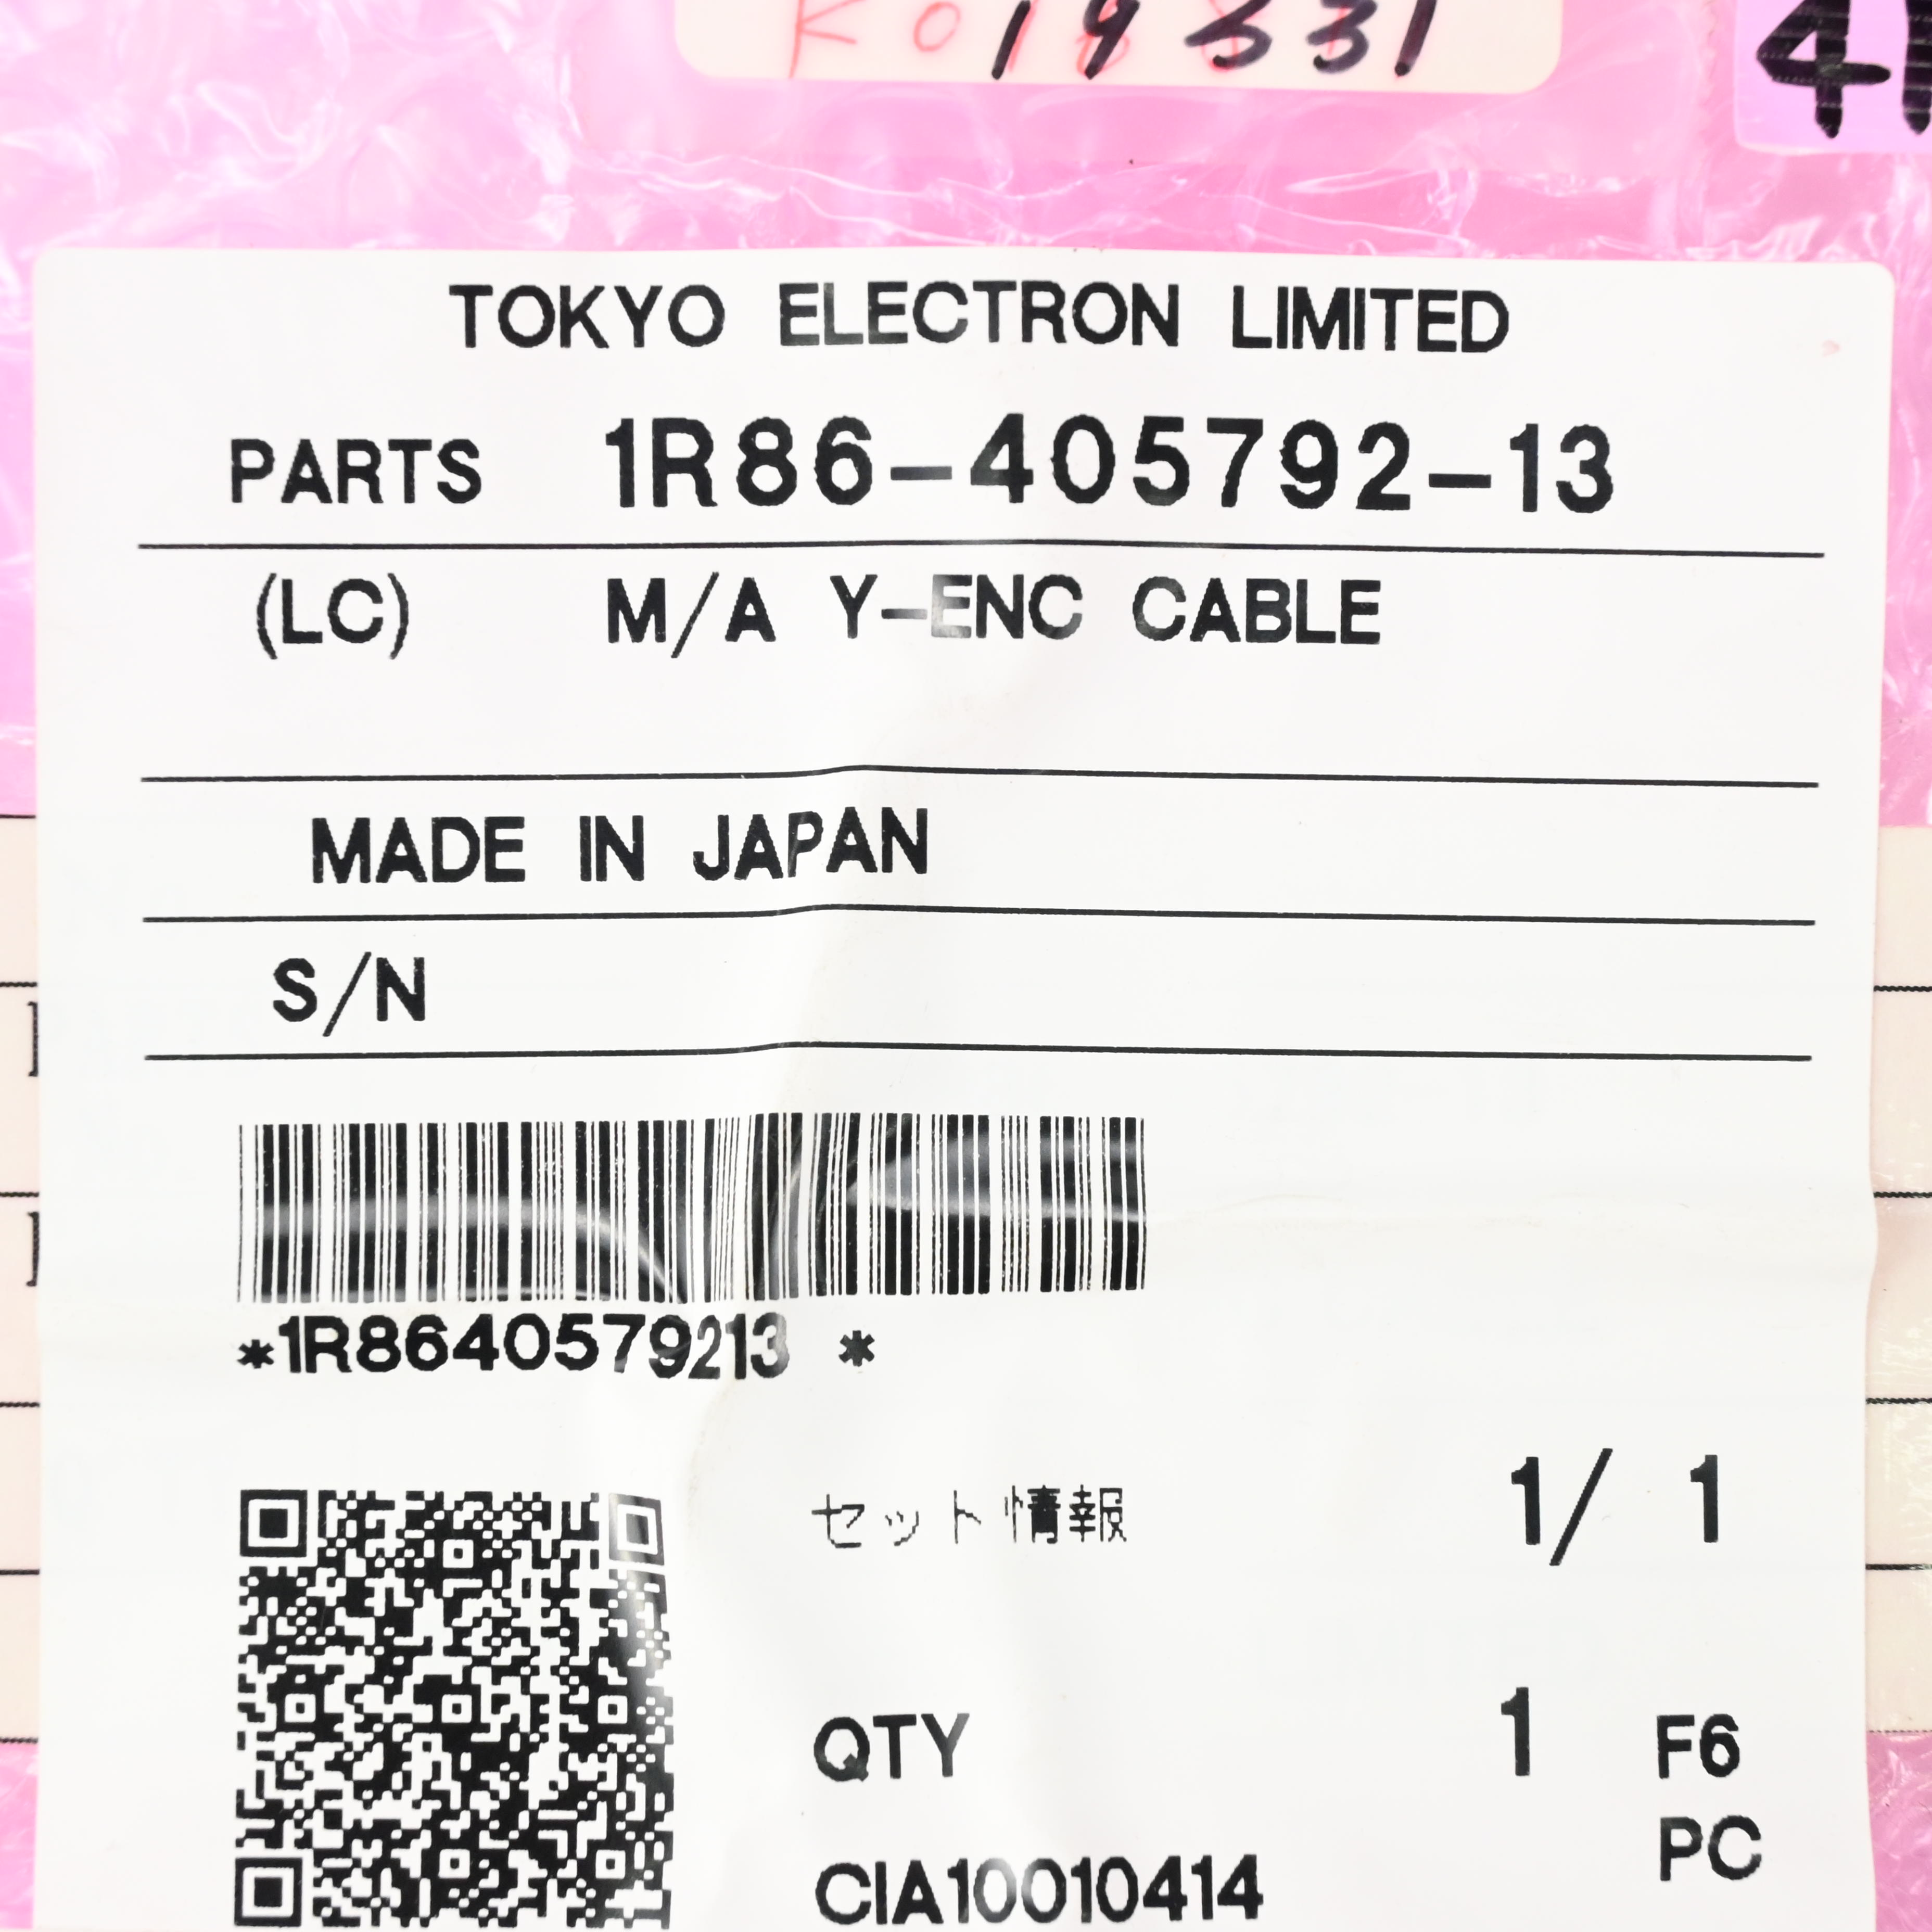 TOKYO ELECTRON LIMITED
PARTS 1R86-405792-13
(LC) M/A Y-ENC CABLE
MADE IN JAPAN
S/N
*1R8640579213 *
セット情報 1/ 1
QTY 1 F6
PC
CIA10010414